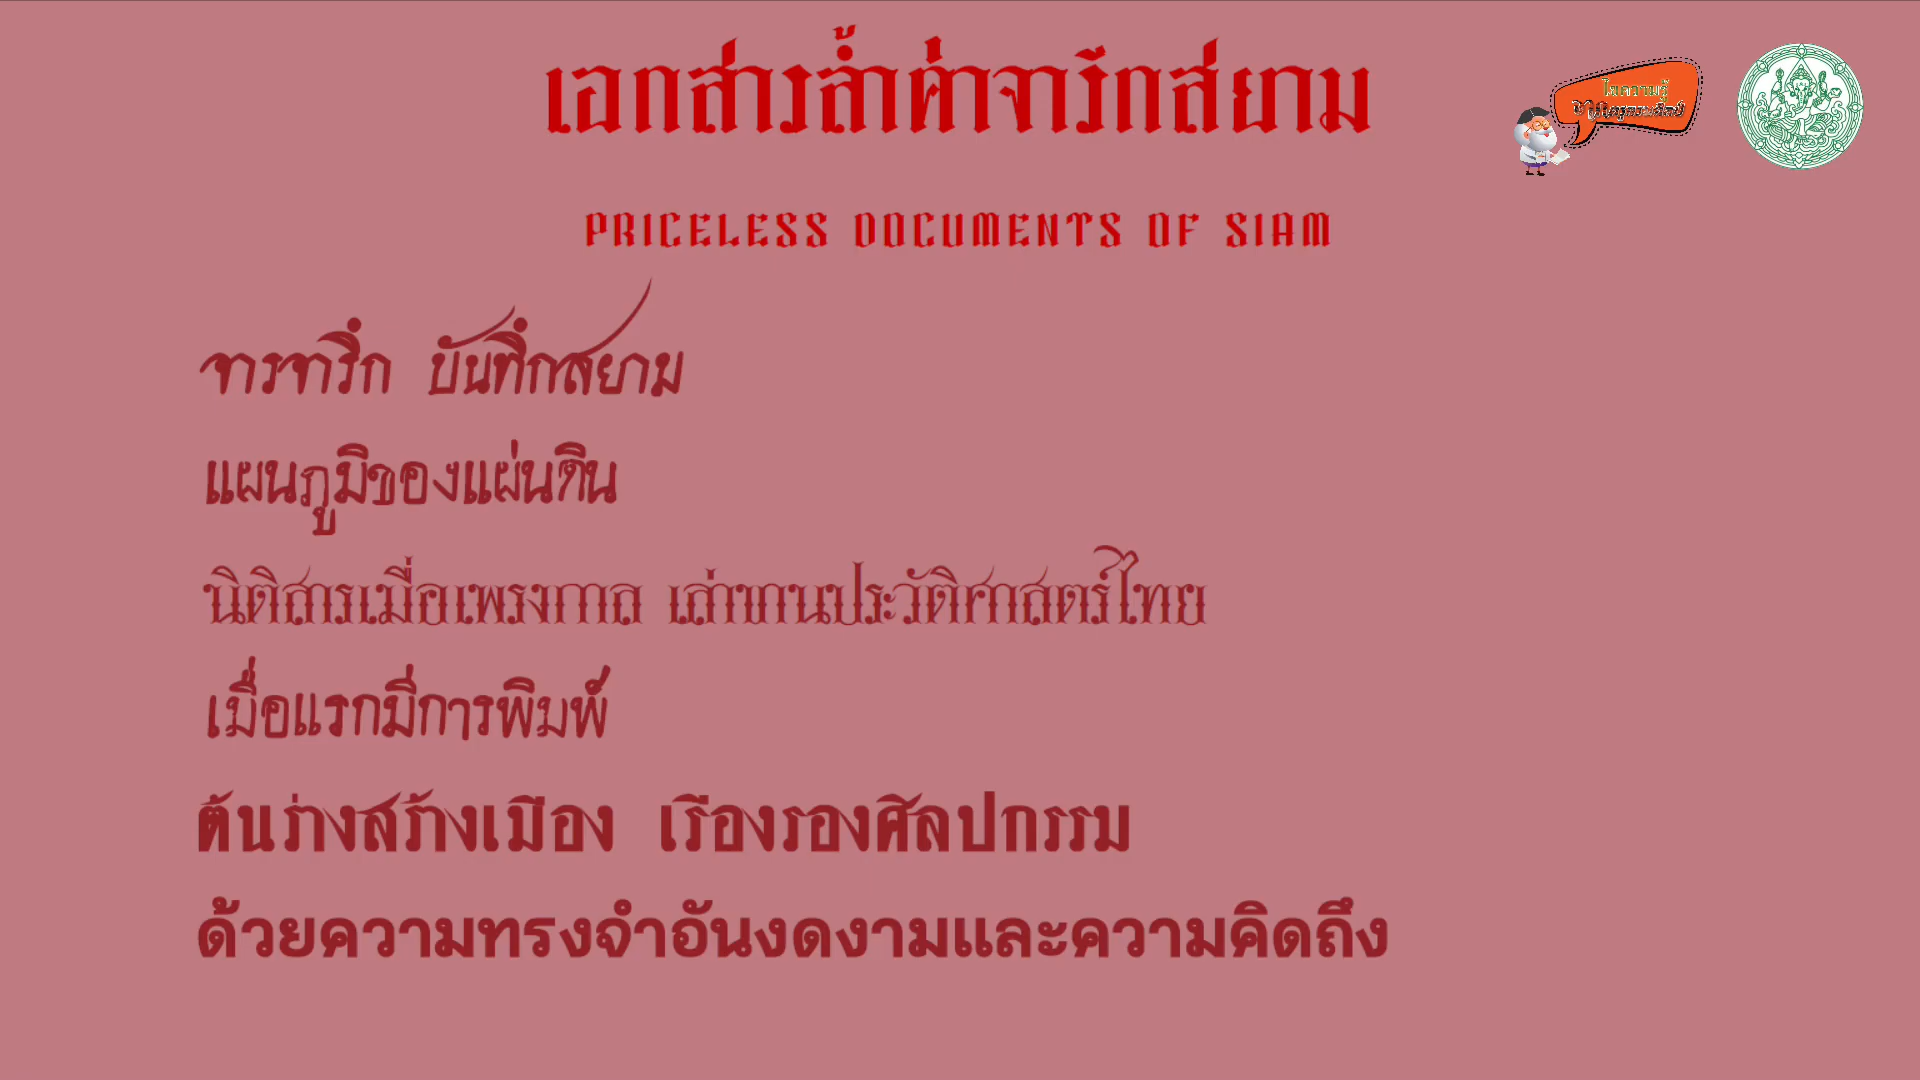 เอกสารล้ำค่าจารึกสยาม
PRICELESS DOCUMENTS OF SIAM
จารจารึก บันทึกสยาม
แผนภูมิของแผ่นดิน
นิติสารเมื่อเพรงกาล เล่าขานประวัติศาสตร์ไทย
เมื่อแรกมีการพิมพ์
ต้นร่างสร้างเมือง เรืองรองศิลปกรรม
ด้วยความทรงจำอันงดงามและความคิดถึง